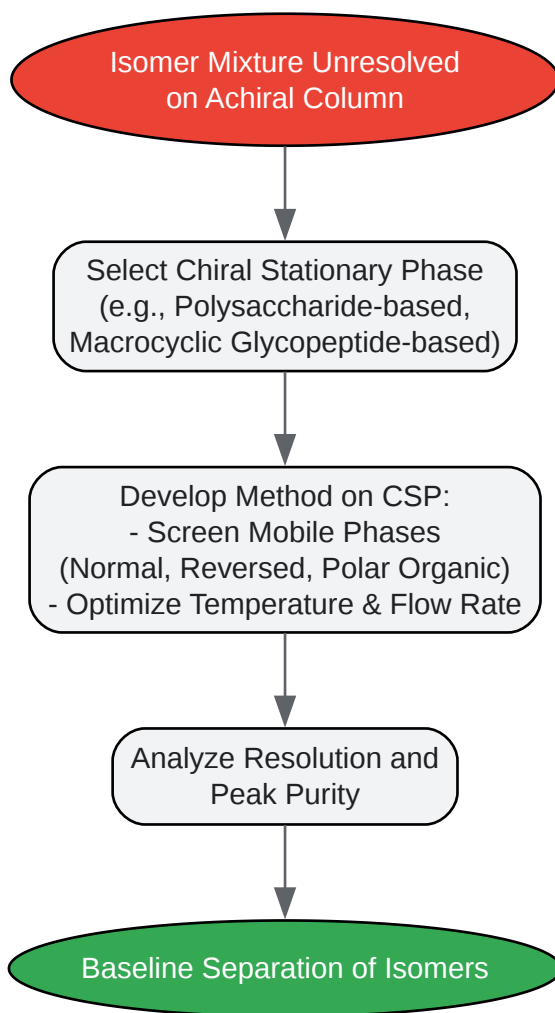 Isomer Mixture Unresolved
on Achiral Column
Select Chiral Stationary Phase
(e.g., Polysaccharide-based,
Macrocyclic Glycopeptide-based)
Develop Method on CSP:
- Screen Mobile Phases
(Normal, Reversed, Polar Organic)
- Optimize Temperature & Flow Rate
Analyze Resolution and
Peak Purity
Baseline Separation of Isomers